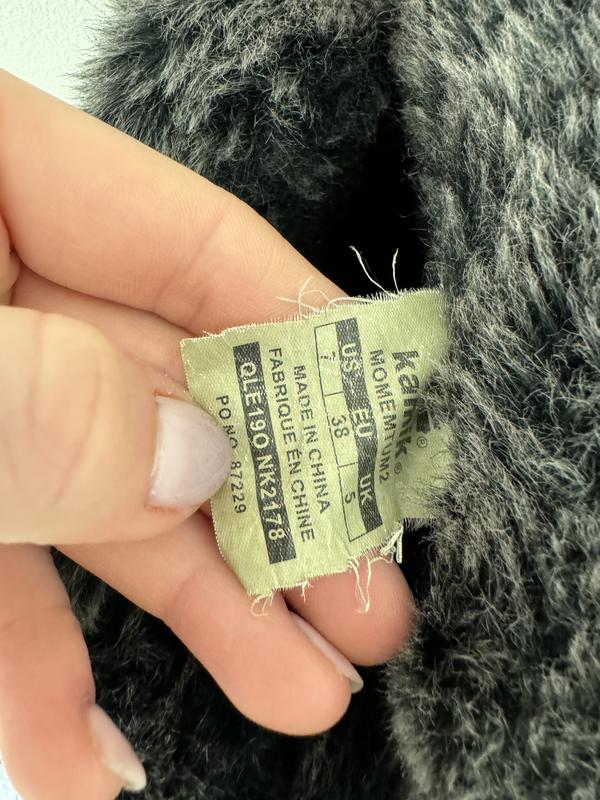 kamik®
MOMENTUM2
US EU UK
7 38 5
MADE IN CHINA
FABRIQUE EN CHINE
QLE19O NK2178
PO NO 87229